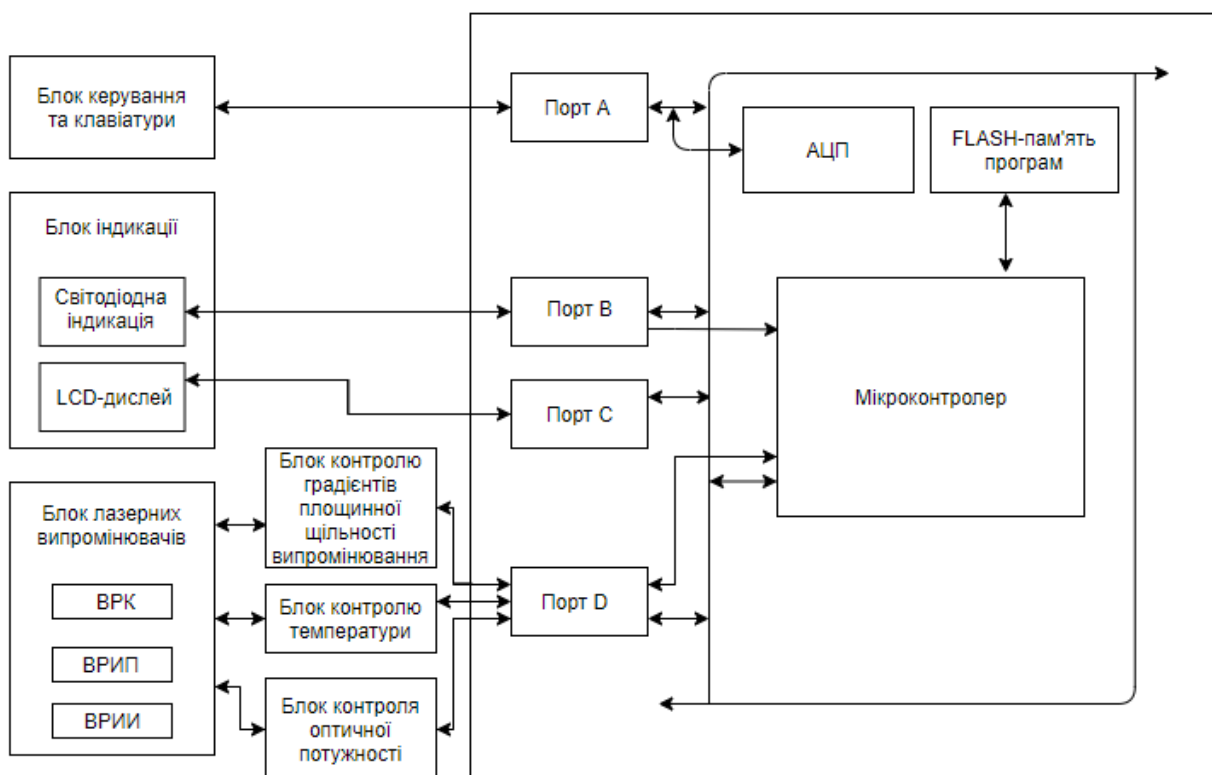 Блок керування
та клавіатури
Порт А
АЦП
FLASH-пам'ять
програм
Блок індикації
Світодіодна
індикація
LCD-дислей
Порт В
Порт С
Мікроконтролер
Блок лазерних
випромінювачів
ВРК
ВРИП
ВРИИ
Блок контролю
градієнтів
площинної
щільності
випромінювання
Блок контролю
температури
Блок контроля
оптичної
потужності
Порт D